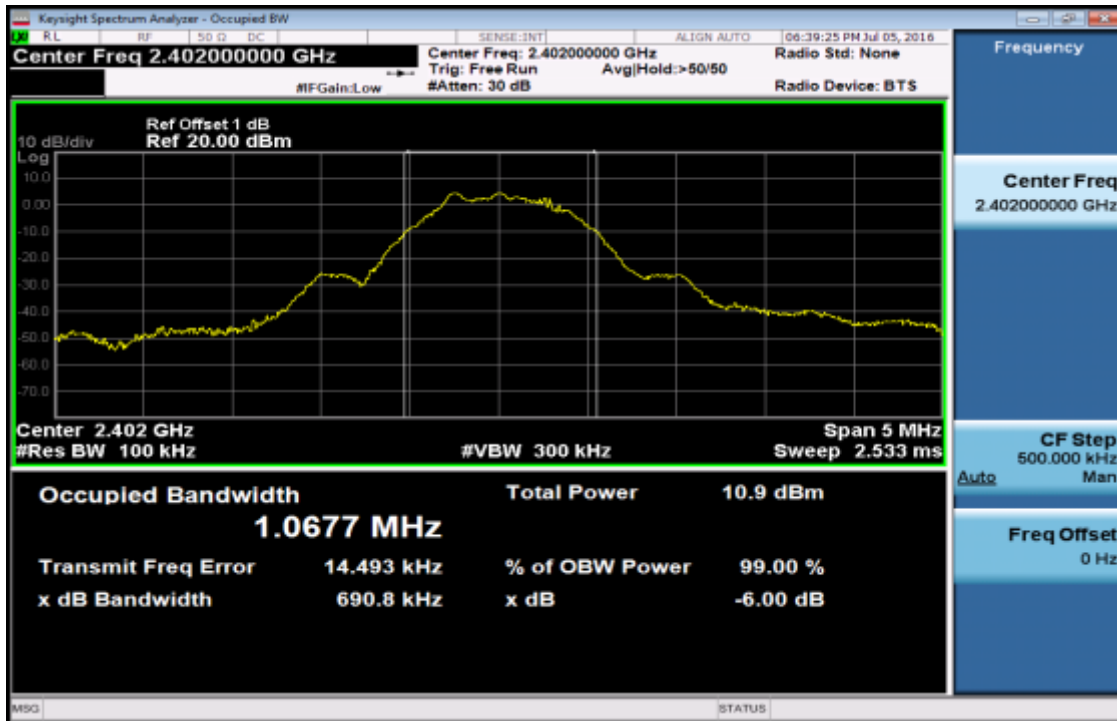 Keysight Spectrum Analyzer - Occupied BW
RL RF 50 Ω DC SENSE:INT ALIGN AUTO 06:39:25 PM Jul 05, 2016
Center Freq 2.402000000 GHz
Center Freq: 2.402000000 GHz Radio Std: None
Trig: Free Run Avg|Hold:>50/50
#IFGain:Low #Atten: 30 dB Radio Device: BTS
Ref Offset 1 dB
10 dB/div Ref 20.00 dBm
Log
10.0
0.00
-10.0
-20.0
-30.0
-40.0
-50.0
-60.0
-70.0
Center 2.402 GHz Span 5 MHz
#Res BW 100 kHz #VBW 300 kHz Sweep 2.533 ms
Occupied Bandwidth Total Power 10.9 dBm
1.0677 MHz
Transmit Freq Error 14.493 kHz % of OBW Power 99.00 %
x dB Bandwidth 690.8 kHz x dB -6.00 dB
MSG STATUS
Frequency
Center Freq
2.402000000 GHz
CF Step
500.000 kHz
Auto Man
Freq Offset
0 Hz